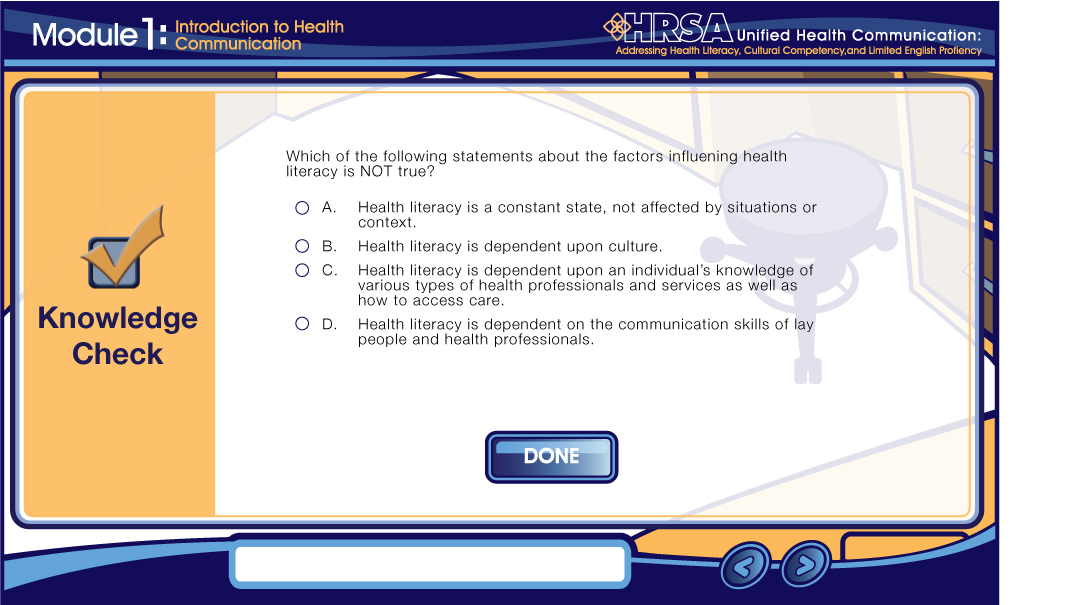 Module 1: Introduction to Health
Communication
HRSA Unified Health Communication:
Addressing Health Literacy, Cultural Competency,and Limited English Profiency
Which of the following statements about the factors influening health
literacy is NOT true?
A. Health literacy is a constant state, not affected by situations or
context.
B. Health literacy is dependent upon culture.
C. Health literacy is dependent upon an individual's knowledge of
various types of health professionals and services as well as
how to access care.
D. Health literacy is dependent on the communication skills of lay
people and health professionals.
Knowledge
Check
DONE
< >